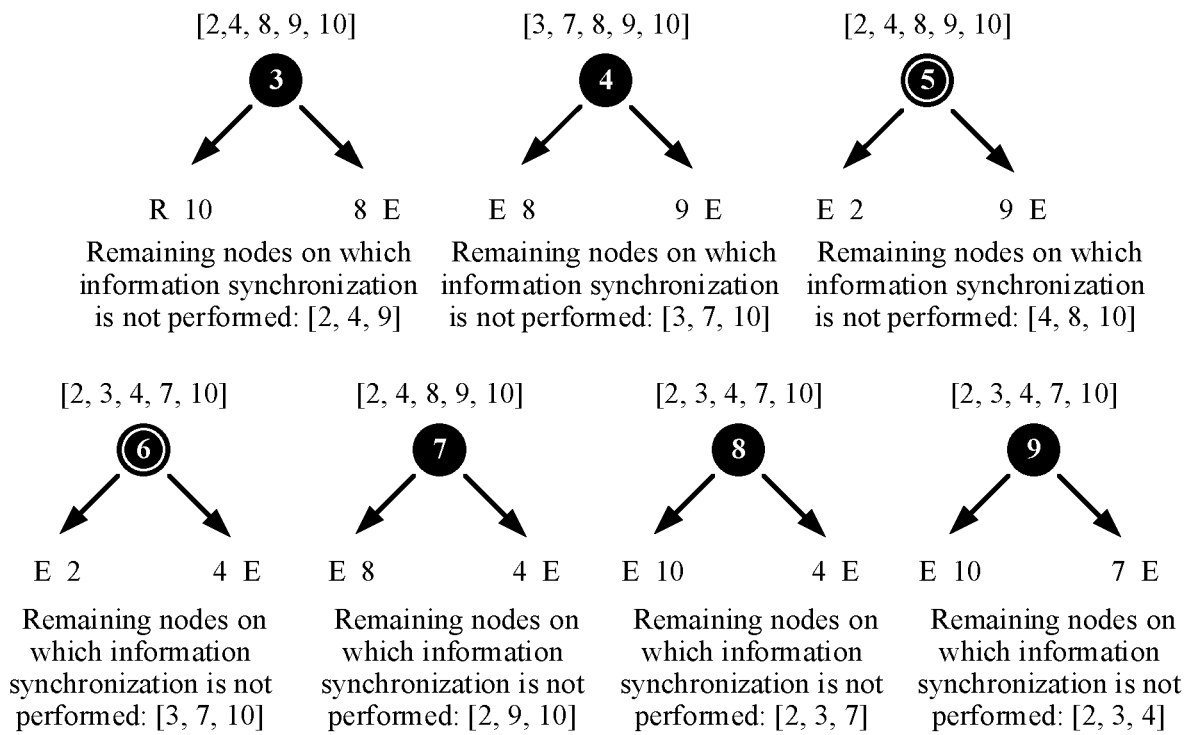 [2,4, 8, 9, 10] [3, 7, 8, 9, 10] [2, 4, 8, 9, 10]
3 4 5
R 10 8 E E 8 9 E E 2 9 E
Remaining nodes on which
information synchronization
is not performed: [2, 4, 9]
Remaining nodes on which
information synchronization
is not performed: [3, 7, 10]
Remaining nodes on which
information synchronization
is not performed: [4, 8, 10]
[2, 3, 4, 7, 10] [2, 4, 8, 9, 10] [2, 3, 4, 7, 10] [2, 3, 4, 7, 10]
6 7 8 9
E 2 4 E E 8 4 E E 10 4 E E 10 7 E
Remaining nodes on
which information
synchronization is not
performed: [3, 7, 10]
Remaining nodes on
which information
synchronization is not
performed: [2, 9, 10]
Remaining nodes on
which information
synchronization is not
performed: [2, 3, 7]
Remaining nodes on
which information
synchronization is not
performed: [2, 3, 4]